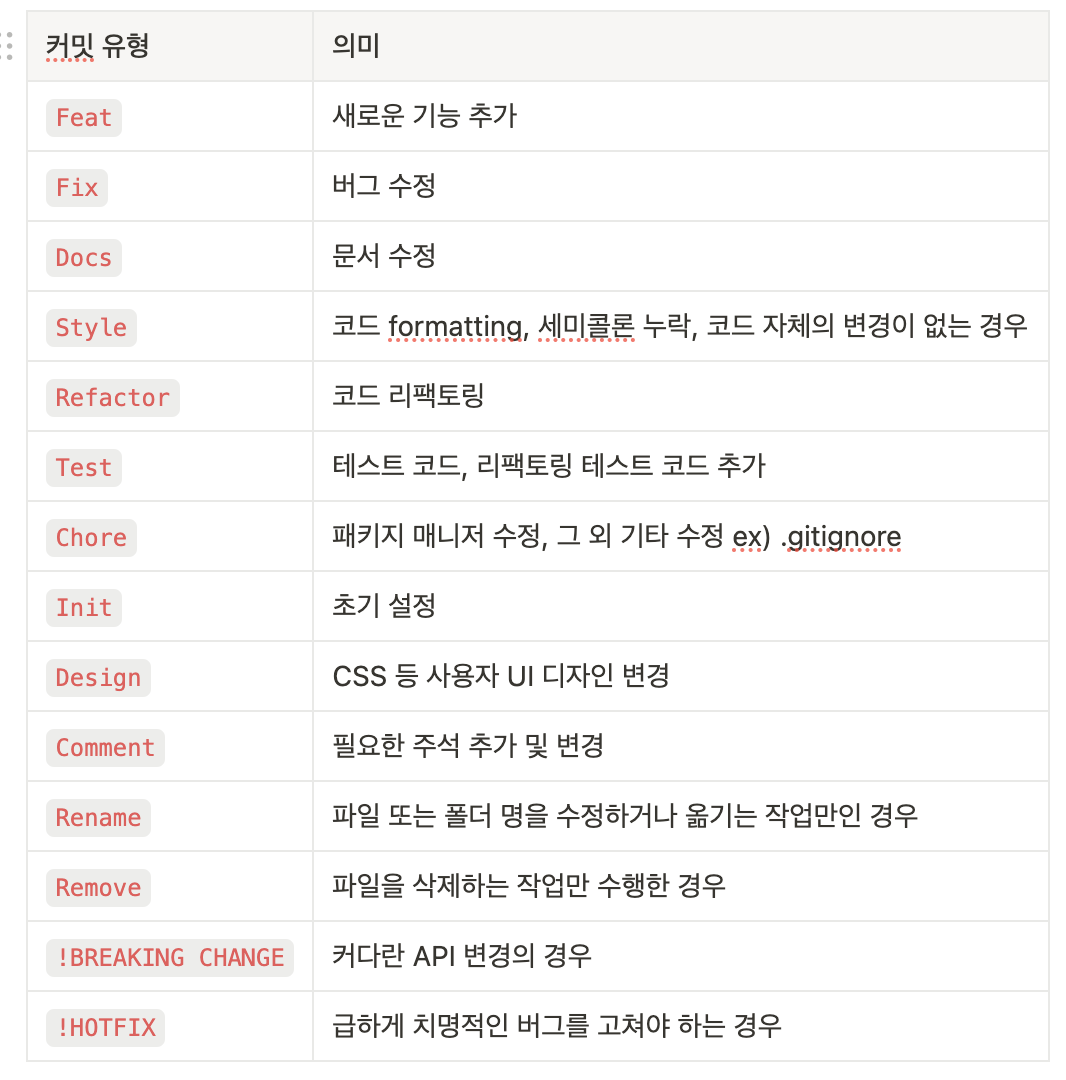 커밋 유형 의미
Feat 새로운 기능 추가
Fix 버그 수정
Docs 문서 수정
Style 코드 formatting, 세미콜론 누락, 코드 자체의 변경이 없는 경우
Refactor 코드 리팩토링
Test 테스트 코드, 리팩토링 테스트 코드 추가
Chore 패키지 매니저 수정, 그 외 기타 수정 ex) .gitignore
Init 초기 설정
Design CSS 등 사용자 UI 디자인 변경
Comment 필요한 주석 추가 및 변경
Rename 파일 또는 폴더 명을 수정하거나 옮기는 작업만인 경우
Remove 파일을 삭제하는 작업만 수행한 경우
!BREAKING CHANGE 커다란 API 변경의 경우
!HOTFIX 급하게 치명적인 버그를 고쳐야 하는 경우